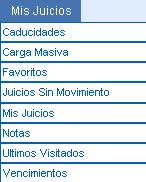 Mis Juicios
Caducidades
Carga Masiva
Favoritos
Juicios Sin Movimiento
Mis Juicios
Notas
Ultimos Visitados
Vencimientos